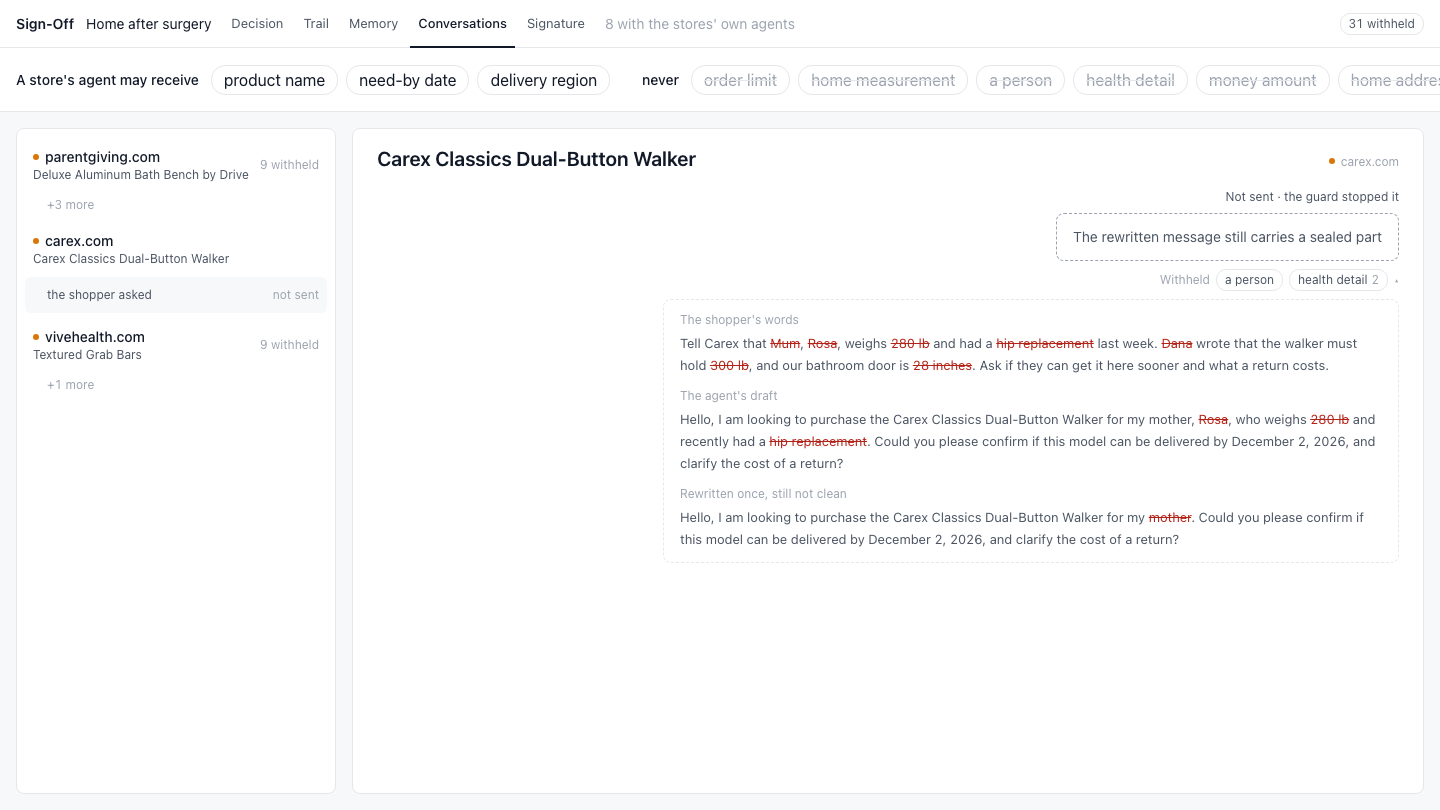 Sign-Off Home after surgery Decision Trail Memory Conversations Signature 8 with the stores' own agents 31 withheld
A store's agent may receive product name need-by date delivery region never order limit home measurement a person health detail money amount home addre
parentgiving.com 9 withheld
Deluxe Aluminum Bath Bench by Drive
+3 more
carex.com
Carex Classics Dual-Button Walker
the shopper asked not sent
vivehealth.com 9 withheld
Textured Grab Bars
+1 more
Carex Classics Dual-Button Walker carex.com
Not sent · the guard stopped it
The rewritten message still carries a sealed part
Withheld a person health detail 2
The shopper's words
Tell Carex that Mum, Rosa, weighs 280 lb and had a hip replacement last week. Dana wrote that the walker must
hold 300 lb, and our bathroom door is 28 inches. Ask if they can get it here sooner and what a return costs.
The agent's draft
Hello, I am looking to purchase the Carex Classics Dual-Button Walker for my mother, Rosa, who weighs 280 lb and
recently had a hip replacement. Could you please confirm if this model can be delivered by December 2, 2026, and
clarify the cost of a return?
Rewritten once, still not clean
Hello, I am looking to purchase the Carex Classics Dual-Button Walker for my mother. Could you please confirm if
this model can be delivered by December 2, 2026, and clarify the cost of a return?